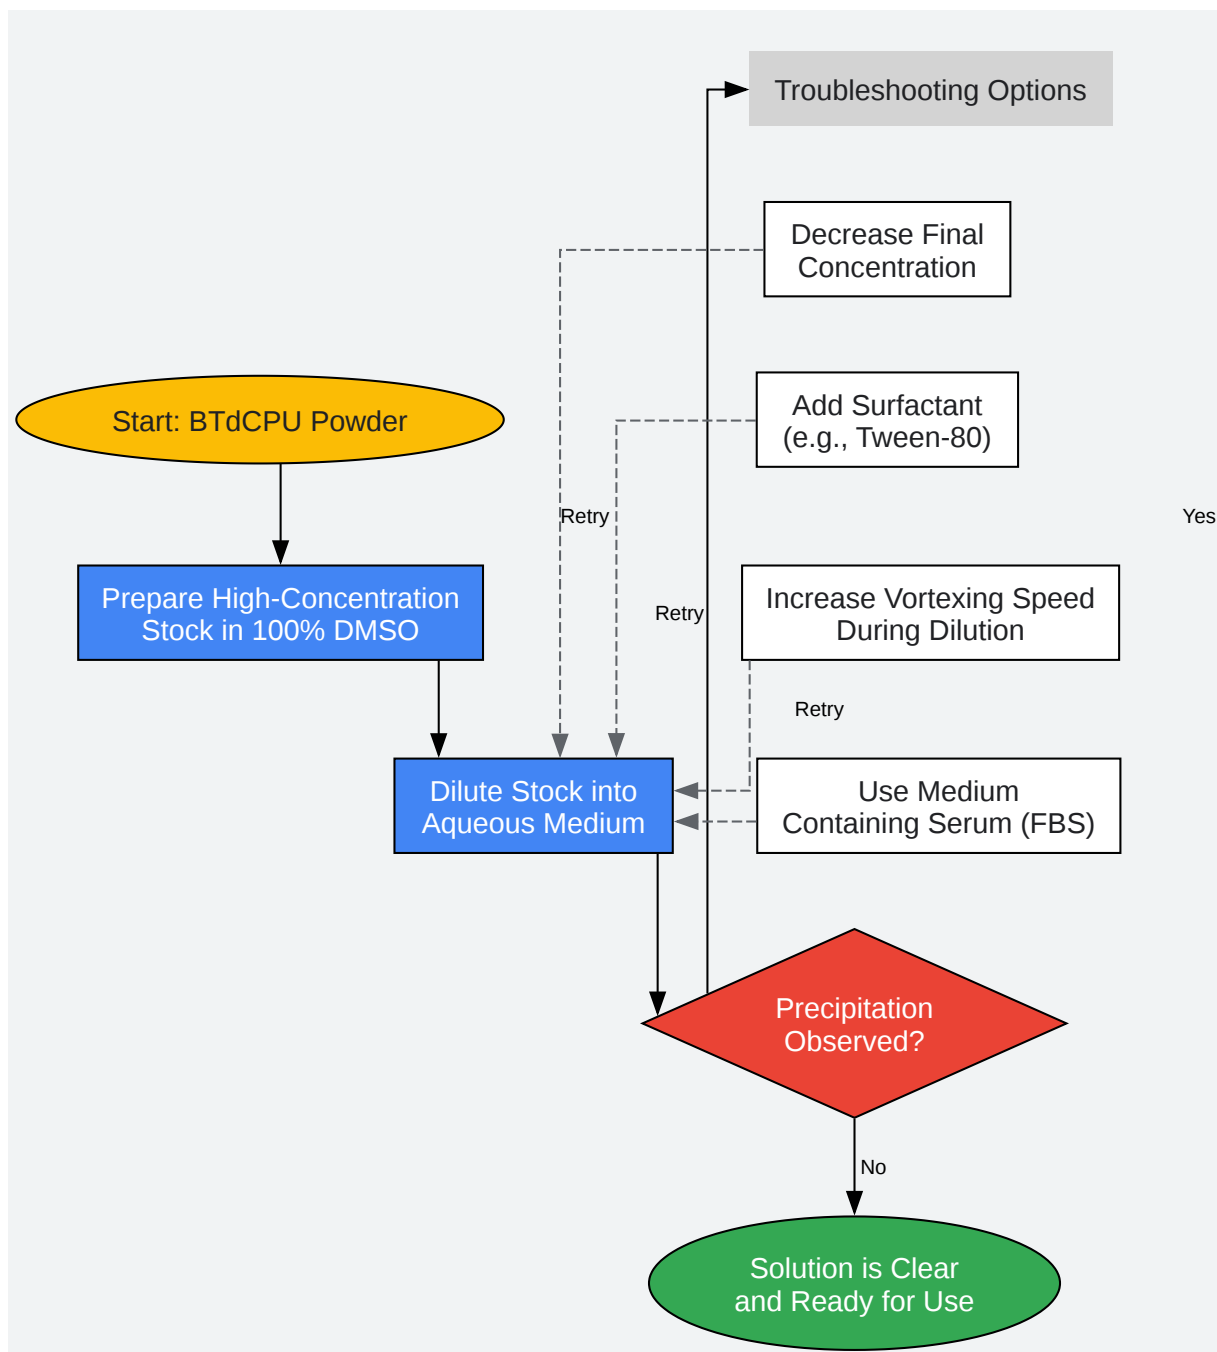 Troubleshooting Options
Decrease Final
Concentration
Start: BTdCPU Powder
Add Surfactant
(e.g., Tween-80)
Retry
Yes
Prepare High-Concentration
Stock in 100% DMSO
Retry
Increase Vortexing Speed
During Dilution
Retry
Dilute Stock into
Aqueous Medium
Use Medium
Containing Serum (FBS)
Precipitation
Observed?
No
Solution is Clear
and Ready for Use